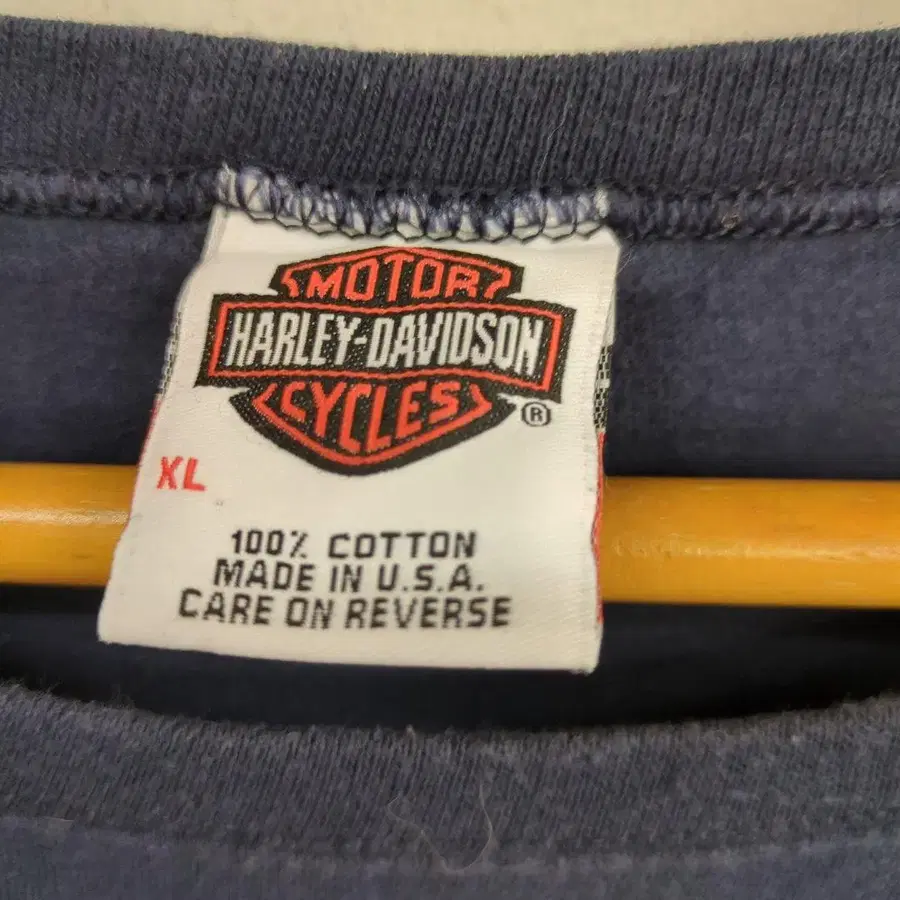 MOTOR
HARLEY-DAVIDSON
CYCLES
®
XL
100% COTTON
MADE IN U.S.A.
CARE ON REVERSE